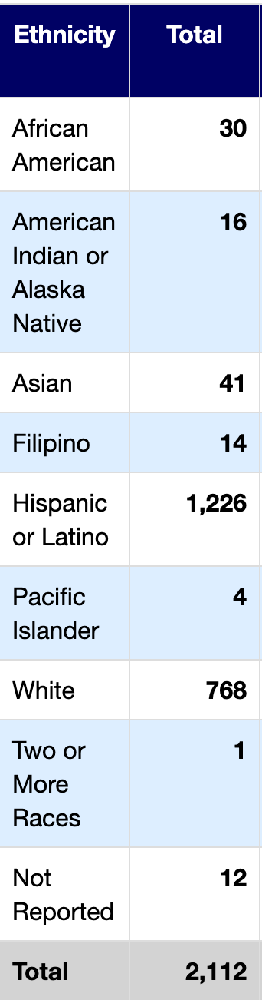 Ethnicity Total
African 30
American
American 16
Indian or
Alaska
Native
Asian 41
Filipino 14
Hispanic 1,226
or Latino
Pacific 4
Islander
White 768
Two or 1
More
Races
Not 12
Reported
Total 2,112